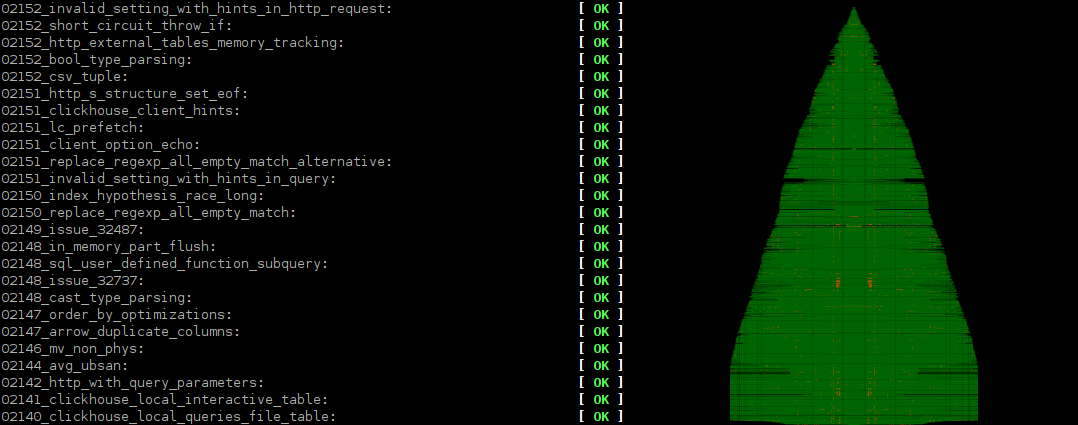 02152_invalid_setting_with_hints_in_http_request: [ OK ]
02152_short_circuit_throw_if: [ OK ]
02152_http_external_tables_memory_tracking: [ OK ]
02152_bool_type_parsing: [ OK ]
02152_csv_tuple: [ OK ]
02151_http_s_structure_set_eof: [ OK ]
02151_clickhouse_client_hints: [ OK ]
02151_lc_prefetch: [ OK ]
02151_client_option_echo: [ OK ]
02151_replace_regexp_all_empty_match_alternative: [ OK ]
02151_invalid_setting_with_hints_in_query: [ OK ]
02150_index_hypothesis_race_long: [ OK ]
02150_replace_regexp_all_empty_match: [ OK ]
02149_issue_32487: [ OK ]
02148_in_memory_part_flush: [ OK ]
02148_sql_user_defined_function_subquery: [ OK ]
02148_issue_32737: [ OK ]
02148_cast_type_parsing: [ OK ]
02147_order_by_optimizations: [ OK ]
02147_arrow_duplicate_columns: [ OK ]
02146_mv_non_phys: [ OK ]
02144_avg_ubsan: [ OK ]
02142_http_with_query_parameters: [ OK ]
02141_clickhouse_local_interactive_table: [ OK ]
02140_clickhouse_local_queries_file_table: [ OK ]